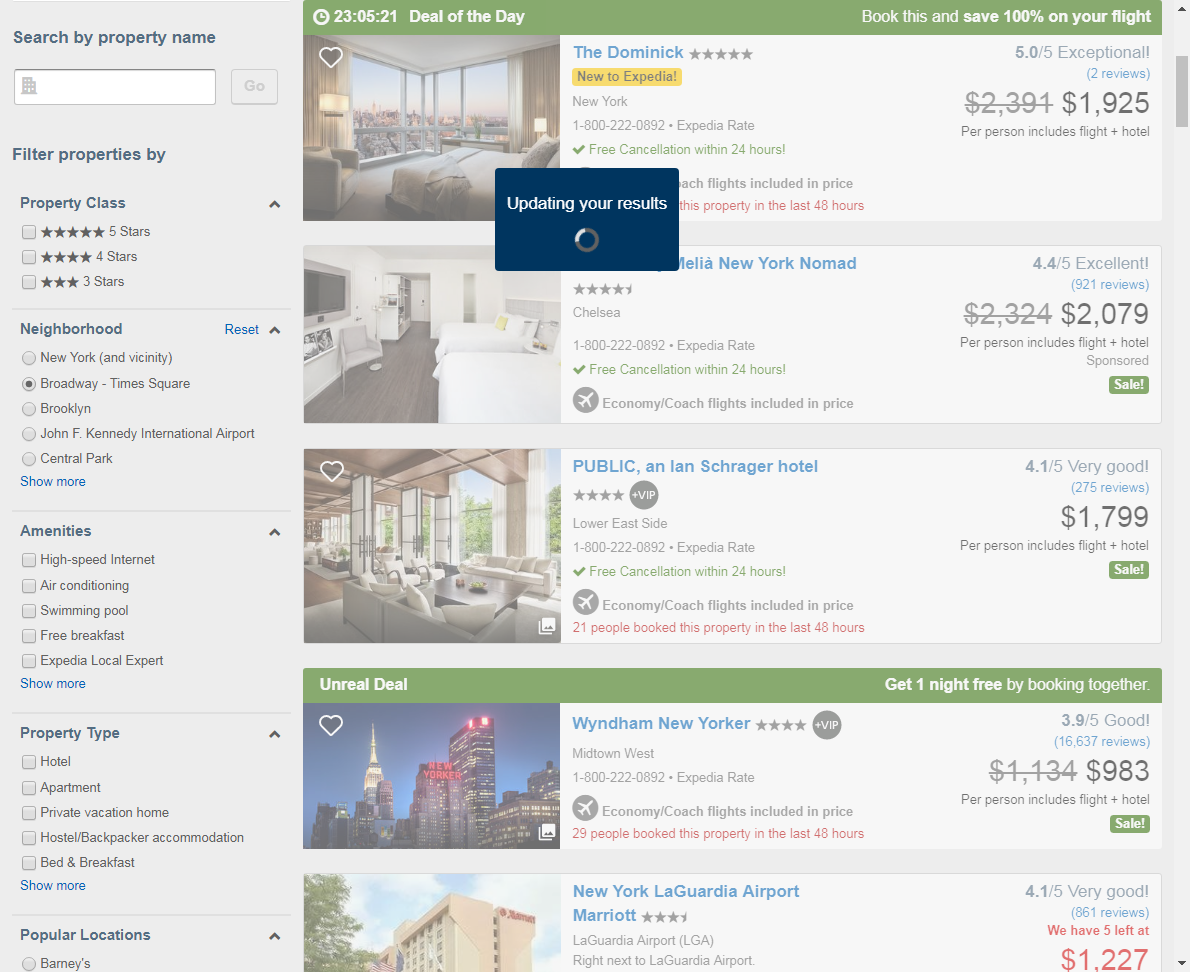 Search by property name
Go
Filter properties by
Property Class
5 Stars
4 Stars
3 Stars
Neighborhood Reset
New York (and vicinity)
Broadway - Times Square
Brooklyn
John F. Kennedy International Airport
Central Park
Show more
Amenities
High-speed Internet
Air conditioning
Swimming pool
Free breakfast
Expedia Local Expert
Show more
Property Type
Hotel
Apartment
Private vacation home
Hostel/Backpacker accommodation
Bed & Breakfast
Show more
Popular Locations
Barney's
23:05:21 Deal of the Day Book this and save 100% on your flight
The Dominick
New to Expedia!
New York
1-800-222-0892 • Expedia Rate
Free Cancellation within 24 hours!
flights included in price
this property in the last 48 hours
5.0/5 Exceptional!
(2 reviews)
$2,391 $1,925
Per person includes flight + hotel
Updating your results
Melià New York Nomad
Chelsea
1-800-222-0892 • Expedia Rate
Free Cancellation within 24 hours!
Economy/Coach flights included in price
4.4/5 Excellent!
(921 reviews)
$2,324 $2,079
Per person includes flight + hotel
Sponsored
Sale!
PUBLIC, an Ian Schrager hotel
+VIP
Lower East Side
1-800-222-0892 • Expedia Rate
Free Cancellation within 24 hours!
Economy/Coach flights included in price
21 people booked this property in the last 48 hours
4.1/5 Very good!
(275 reviews)
$1,799
Per person includes flight + hotel
Sale!
Unreal Deal Get 1 night free by booking together.
NEW
YORKER
Wyndham New Yorker +VIP
Midtown West
1-800-222-0892 • Expedia Rate
Economy/Coach flights included in price
29 people booked this property in the last 48 hours
3.9/5 Good!
(16,637 reviews)
$1,134 $983
Per person includes flight + hotel
Sale!
Marriott
New York LaGuardia Airport
Marriott
LaGuardia Airport (LGA)
Right next to LaGuardia Airport.
4.1/5 Very good!
(861 reviews)
We have 5 left at
$1,227